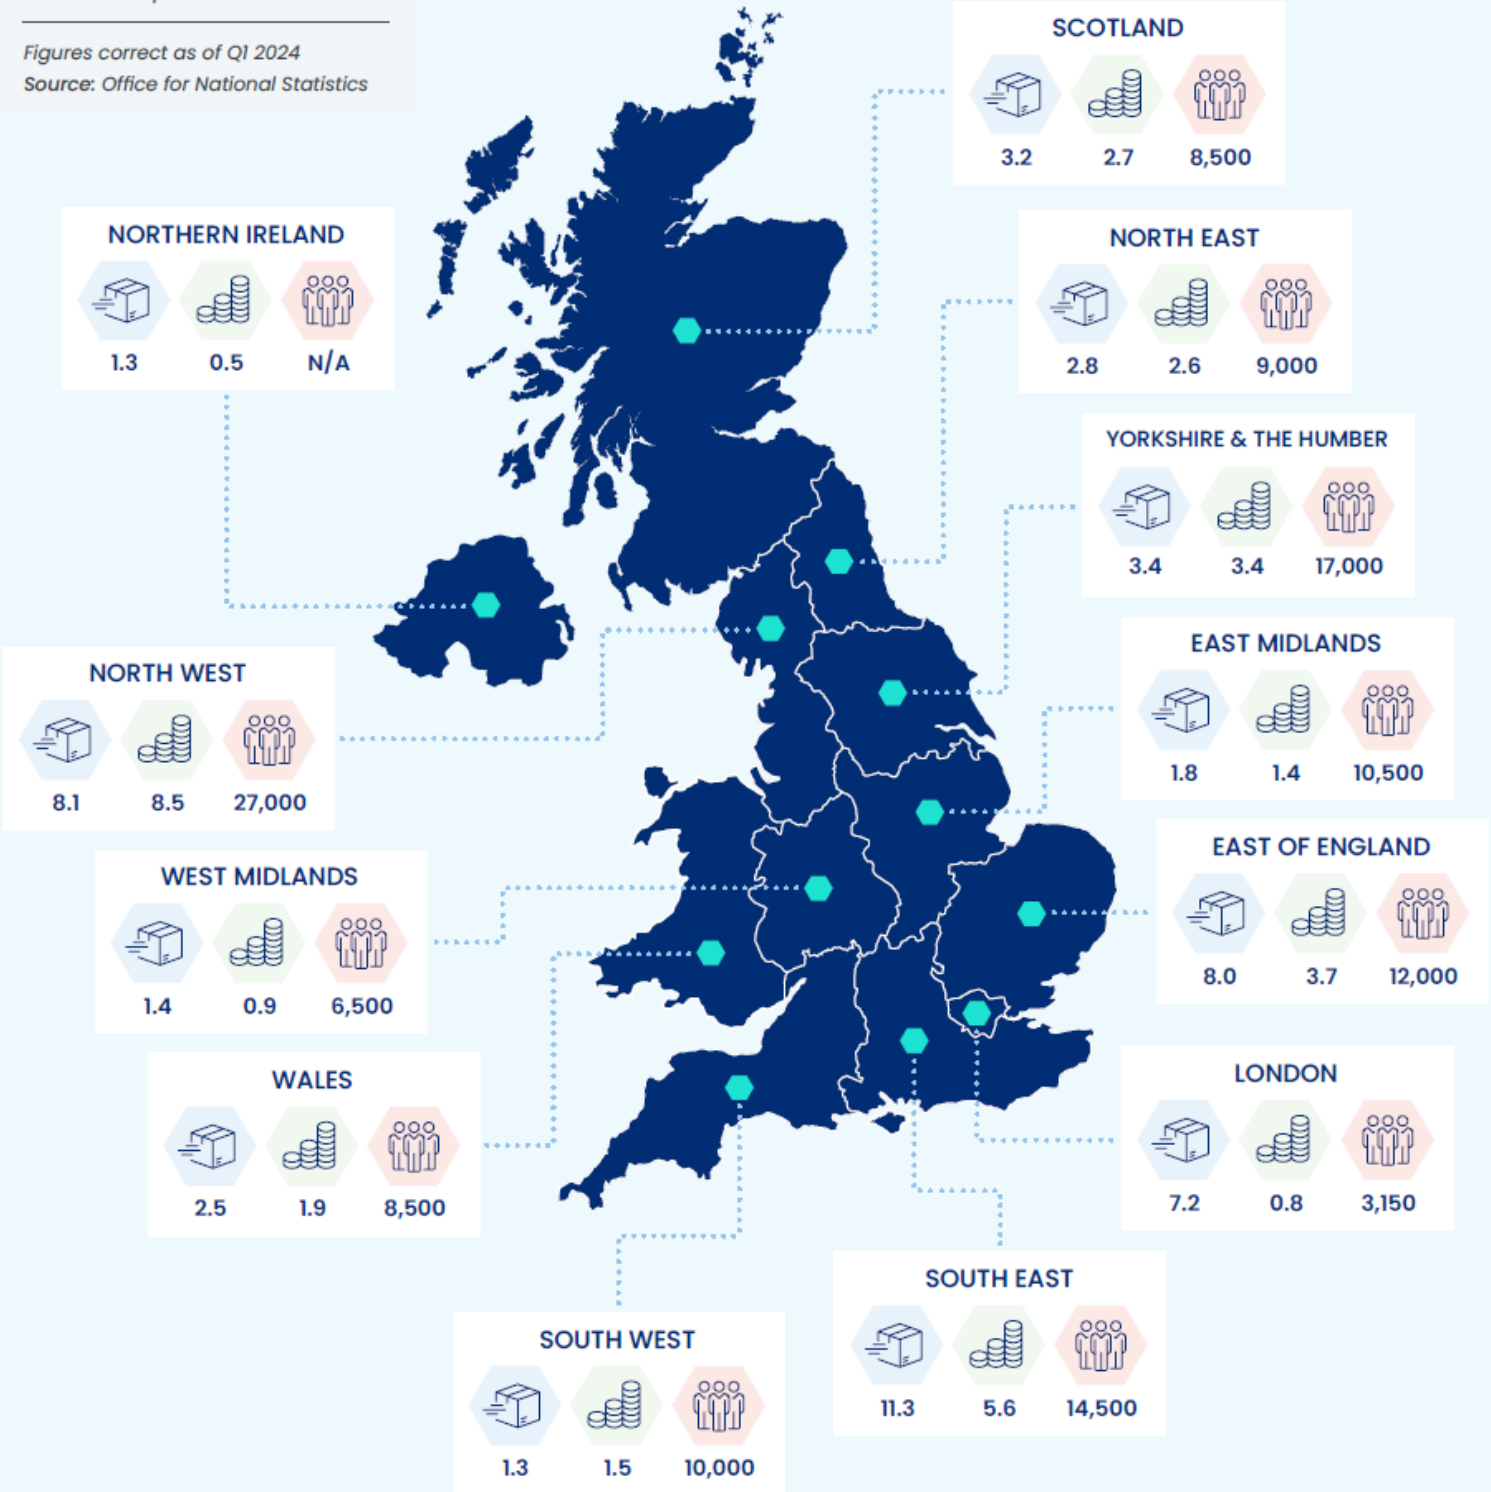 Figures correct as of Q1 2024
Source: Office for National Statistics
SCOTLAND
3.2 2.7 8,500
NORTHERN IRELAND
1.3 0.5 N/A
NORTH EAST
2.8 2.6 9,000
YORKSHIRE & THE HUMBER
3.4 3.4 17,000
NORTH WEST
8.1 8.5 27,000
EAST MIDLANDS
1.8 1.4 10,500
WEST MIDLANDS
1.4 0.9 6,500
EAST OF ENGLAND
8.0 3.7 12,000
WALES
2.5 1.9 8,500
LONDON
7.2 0.8 3,150
SOUTH EAST
11.3 5.6 14,500
SOUTH WEST
1.3 1.5 10,000